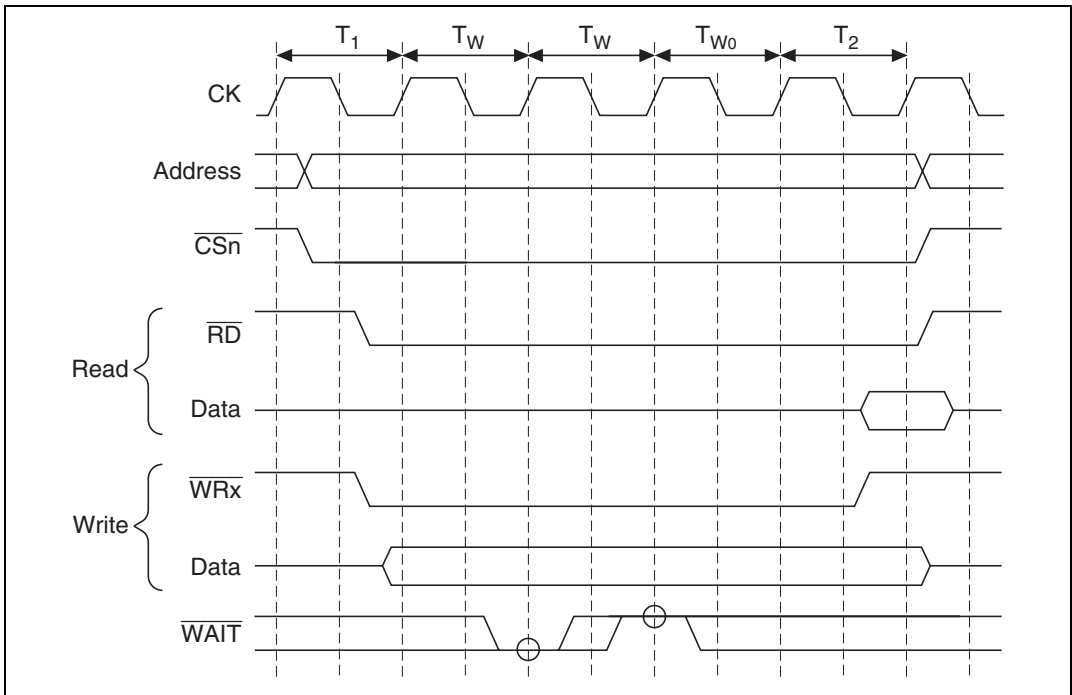 T1 TW TW TW0 T2
CK
Address
CSn
RD
Read
Data
WRx
Write
Data
WAIT